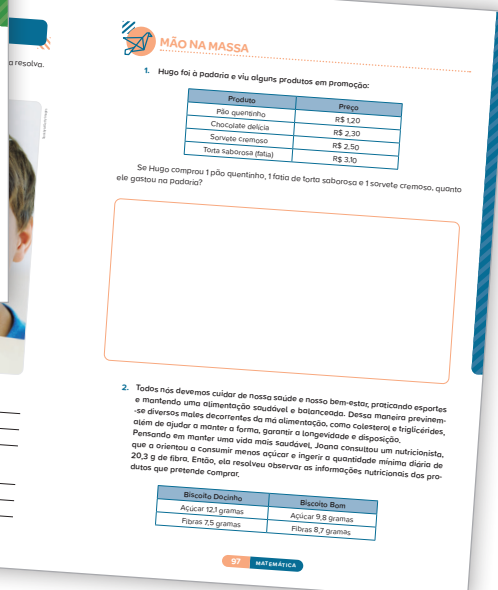 a resolva.
MÃO NA MASSA
1. Hugo foi à padaria e viu alguns produtos em promoção:
Produto Preço
Pão quentinho R$ 1,20
Chocolate delícia R$ 2,30
Sorvete cremoso R$ 2,50
Torta saborosa (fatia) R$ 3,10
Se Hugo comprou 1 pão quentinho, 1 fatia de torta saborosa e 1 sorvete cremoso, quanto
ele gastou na padaria?
2. Todos nós devemos cuidar de nossa saúde e nosso bem-estar, praticando esportes
e mantendo uma alimentação saudável e balanceada. Dessa maneira previnem-
-se diversos males decorrentes da má alimentação, como colesterol e triglicérides,
além de ajudar a manter a forma, garantir a longevidade e disposição.
Pensando em manter uma vida mais saudável, Joana consultou um nutricionista,
que a orientou a consumir menos açúcar e ingerir a quantidade mínima diária de
20,3 g de fibra. Então, ela resolveu observar as informações nutricionais dos pro-
dutos que pretende comprar.
Biscoito Docinho Biscoito Bom
Açúcar 12,1 gramas Açúcar 9,8 gramas
Fibras 7,5 gramas Fibras 8,7 gramas
97 MATEMÁTICA